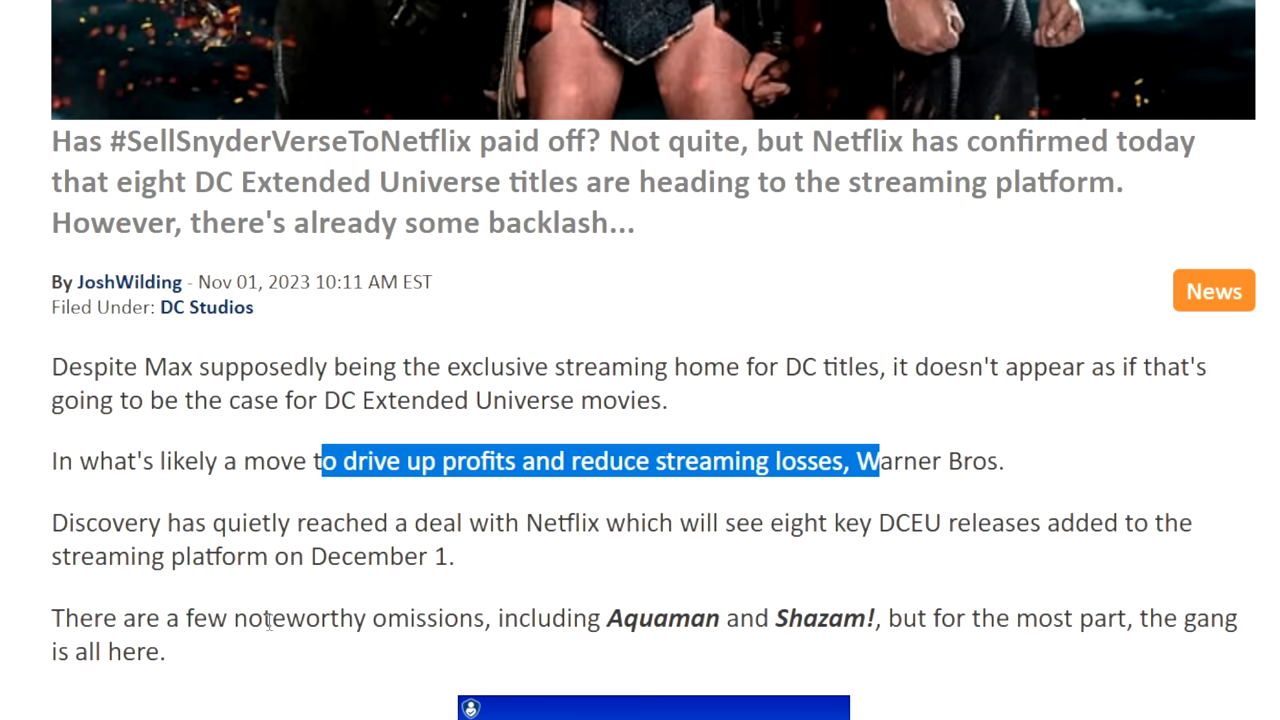 Has #SellSnyderVerseToNetflix paid off? Not quite, but Netflix has confirmed today
that eight DC Extended Universe titles are heading to the streaming platform.
However, there's already some backlash...
By JoshWilding - Nov 01, 2023 10:11 AM EST
News
Filed Under: DC Studios
Despite Max supposedly being the exclusive streaming home for DC titles, it doesn't appear as if that's
going to be the case for DC Extended Universe movies.
In what's likely a move to drive up profits and reduce streaming losses, Warner Bros.
Discovery has quietly reached a deal with Netflix which will see eight key DCEU releases added to the
streaming platform on December 1.
There are a few noteworthy omissions, including Aquaman and Shazam!, but for the most part, the gang
is all here.